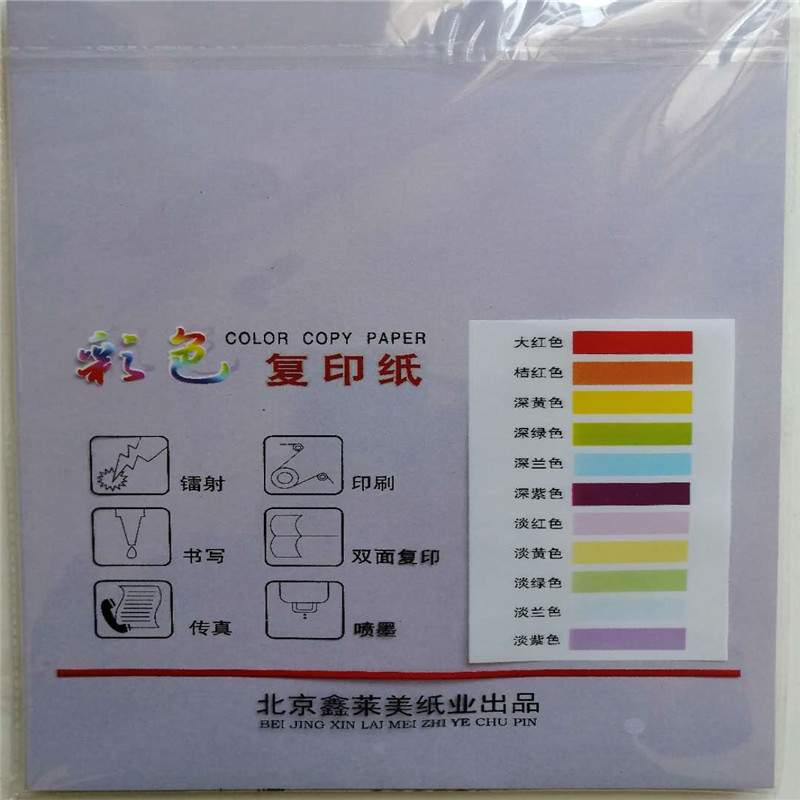 彩色
COLOR COPY PAPER
复印纸
镭射
印刷
书写
双面复印
传真
喷墨
大红色
桔红色
深黄色
深绿色
深兰色
深紫色
淡红色
淡黄色
淡绿色
淡兰色
淡紫色
北京鑫莱美纸业出品
BEI JING XIN LAI MEI ZHI YE CHU PIN